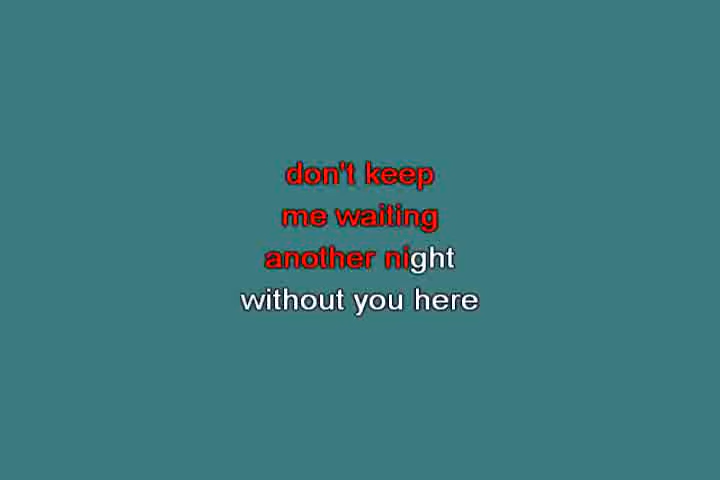 don't keep
me waiting
another night
without you here